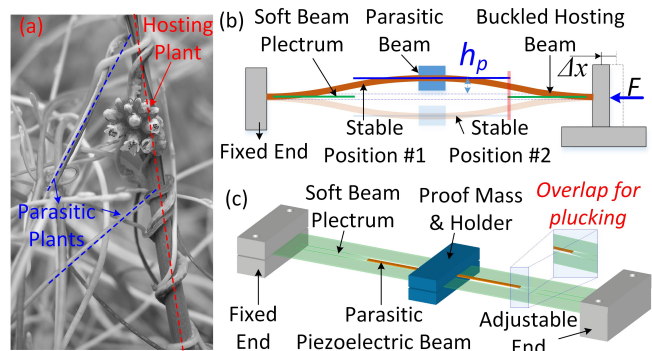 (a)
Hosting
Plant
Parasitic
Plants
(b)
Soft Beam
Plectrum
Parasitic
Beam
Buckled Hosting
Beam
Δx
h_p
F
Fixed End
Stable
Position #1
Stable
Position #2
(c)
Soft Beam
Plectrum
Proof Mass
& Holder
Overlap for
plucking
Fixed
End
Parasitic
Piezoelectric Beam
Adjustable
End